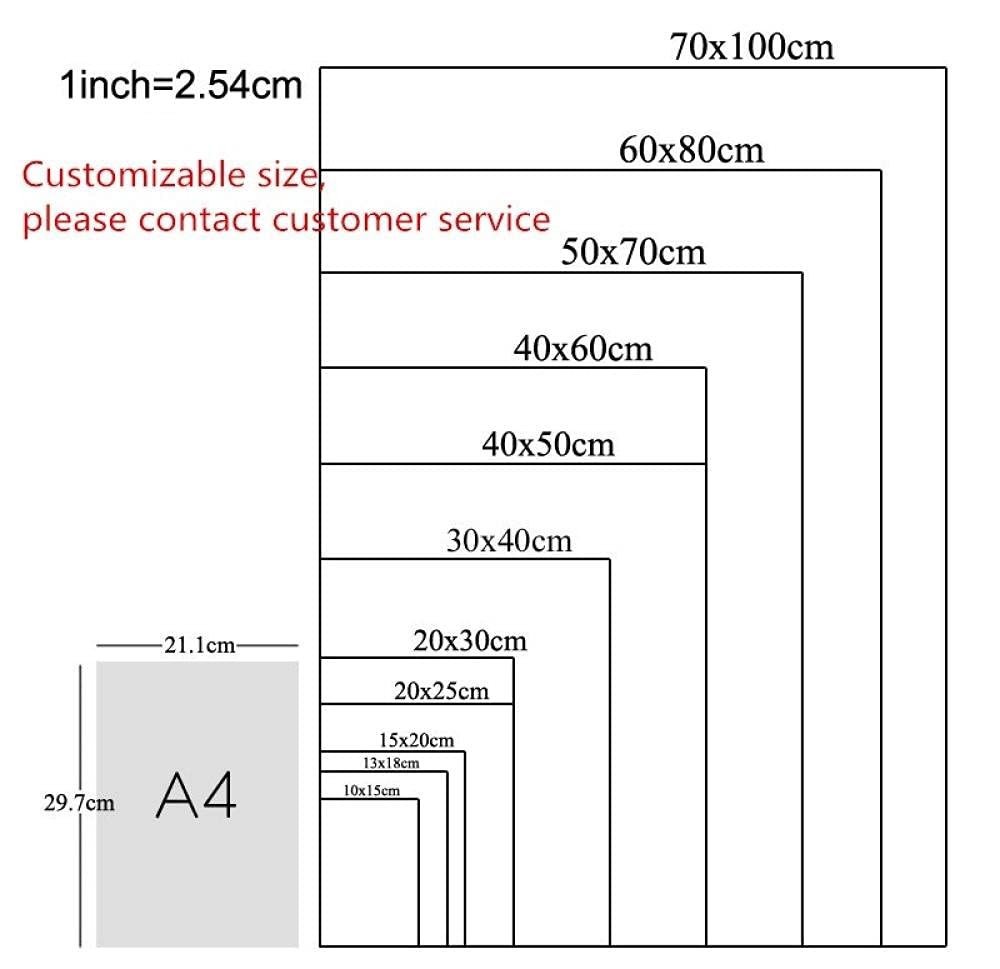 70x100cm
1inch=2.54cm
60x80cm
Customizable size,
please contact customer service
50x70cm
40x60cm
40x50cm
30x40cm
21.1cm
20x30cm
20x25cm
15x20cm
13x18cm
10x15cm
29.7cm
A4